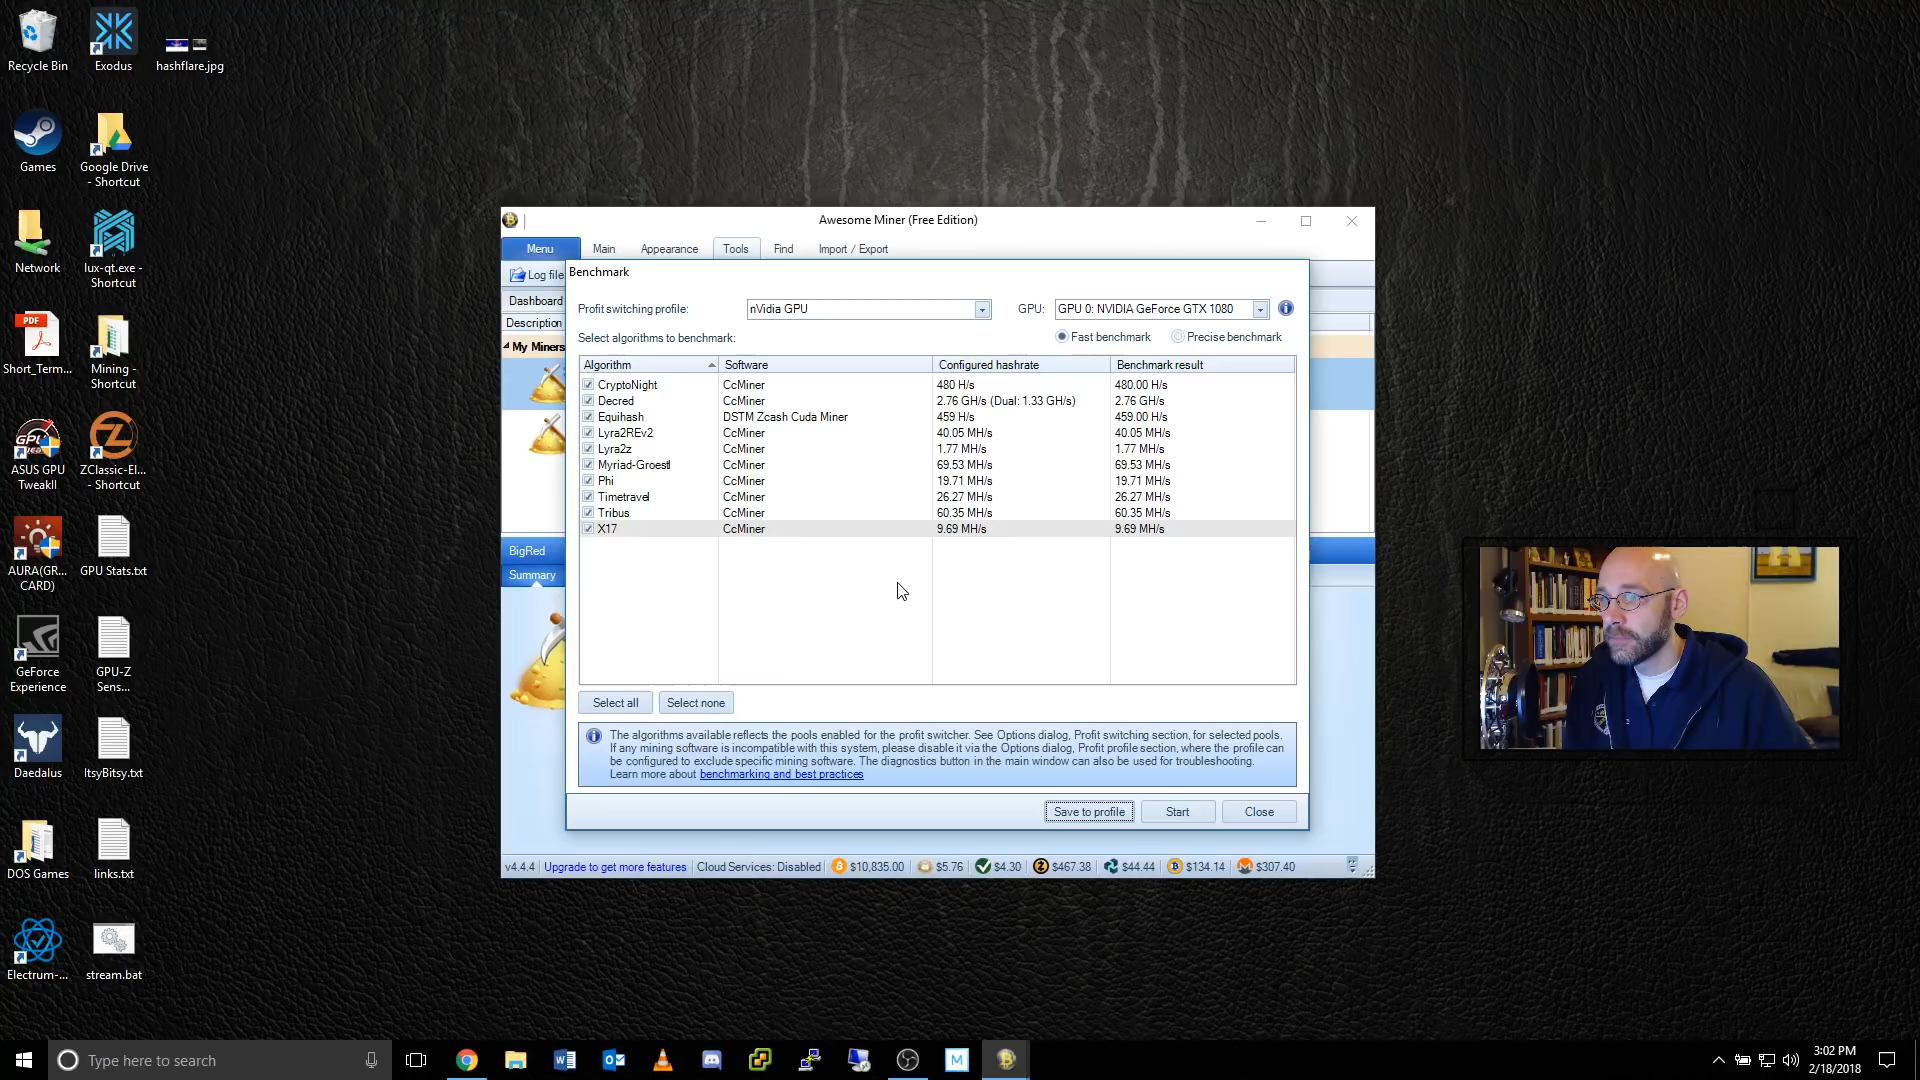 Recycle Bin
Exodus
hashflare.jpg
Games
Google Drive
- Shortcut
Network
lux-qt.exe -
Shortcut
PDF
Short_Term...
Mining -
Shortcut
GPU
ASUS GPU
TweakII
ZClassic-El...
- Shortcut
AURA(GR...
CARD)
GPU Stats.txt
GeForce
Experience
GPU-Z
Sens...
Daedalus
ItsyBitsy.txt
DOS Games
links.txt
Electrum-...
stream.bat
Awesome Miner (Free Edition)
Menu
Main
Appearance
Tools
Find
Import / Export
Log file
Dashboard
Description
My Miners
BigRed
Summary
Benchmark
Profit switching profile:
nVidia GPU
GPU:
GPU 0: NVIDIA GeForce GTX 1080
Select algorithms to benchmark:
Fast benchmark
Precise benchmark
Algorithm Software Configured hashrate Benchmark result
CryptoNight CcMiner 480 H/s 480.00 H/s
Decred CcMiner 2.76 GH/s (Dual: 1.33 GH/s) 2.76 GH/s
Equihash DSTM Zcash Cuda Miner 459 H/s 459.00 H/s
Lyra2REv2 CcMiner 40.05 MH/s 40.05 MH/s
Lyra2z CcMiner 1.77 MH/s 1.77 MH/s
Myriad-Groestl CcMiner 69.53 MH/s 69.53 MH/s
Phi CcMiner 19.71 MH/s 19.71 MH/s
Timetravel CcMiner 26.27 MH/s 26.27 MH/s
Tribus CcMiner 60.35 MH/s 60.35 MH/s
X17 CcMiner 9.69 MH/s 9.69 MH/s
Select all
Select none
The algorithms available reflects the pools enabled for the profit switcher. See Options dialog, Profit switching section, for selected pools.
If any mining software is incompatible with this system, please disable it via the Options dialog, Profit profile section, where the profile can
be configured to exclude specific mining software. The diagnostics button in the main window can also be used for troubleshooting.
Learn more about benchmarking and best practices
Save to profile
Start
Close
v4.4.4 Upgrade to get more features Cloud Services: Disabled $10,835.00 $5.76 $4.30 $467.38 $44.44 $134.14 $307.40
Type here to search
3:02 PM
2/18/2018